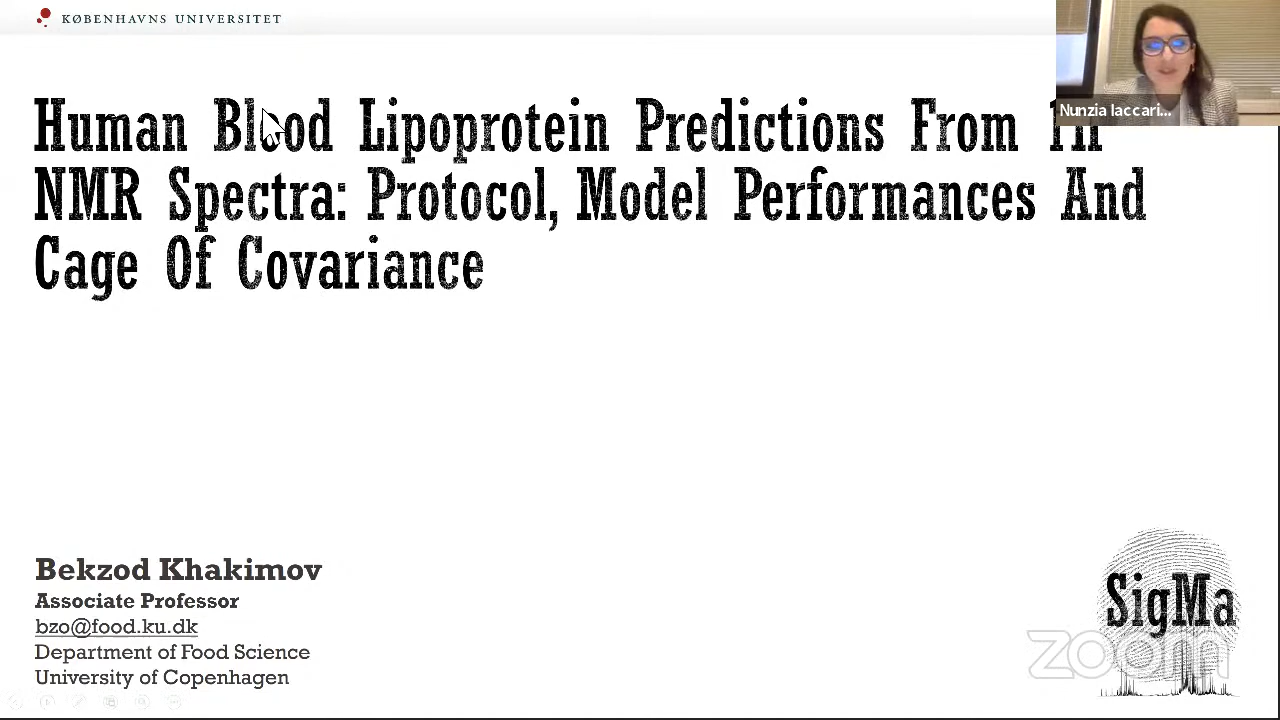 KØBENHAVNS UNIVERSITET
Nunzia Iaccari...
Human Blood Lipoprotein Predictions From 1H
NMR Spectra: Protocol, Model Performances And
Cage Of Covariance
Bekzod Khakimov
Associate Professor
bzo@food.ku.dk
Department of Food Science
University of Copenhagen
SigMa
zoom